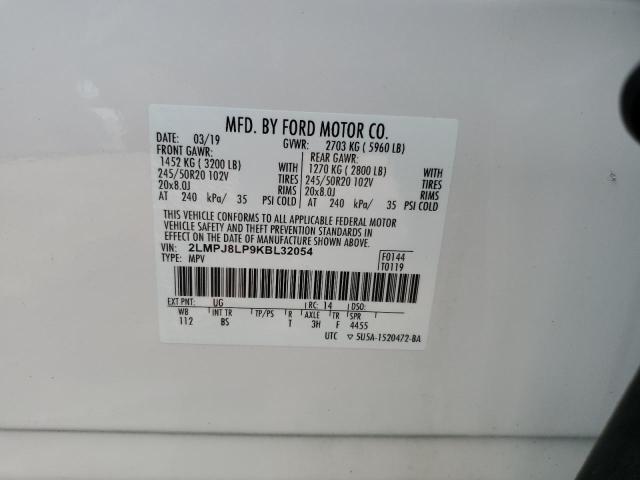 MFD. BY FORD MOTOR CO.
DATE: 03/19 GVWR: 2703 KG ( 5960 LB)
FRONT GAWR: REAR GAWR:
1452 KG ( 3200 LB) WITH 1270 KG ( 2800 LB) WITH
245/50R20 102V TIRES 245/50R20 102V TIRES
20x8.0J RIMS 20x8.0J RIMS
AT 240 kPa/ 35 PSI COLD AT 240 kPa/ 35 PSI COLD
THIS VEHICLE CONFORMS TO ALL APPLICABLE FEDERAL MOTOR
VEHICLE SAFETY AND THEFT PREVENTION STANDARDS IN
EFFECT ON THE DATE OF MANUFACTURE SHOWN ABOVE.
VIN: 2LMPJ8LP9KBL32054 F0144
TYPE: MPV T0119
EXT PNT: UG RC: 14 DSO:
WB INT TR TP/PS R AXLE TR SPR
112 BS T 3H F 4455
UTC ▽ 5U5A-1520472-BA